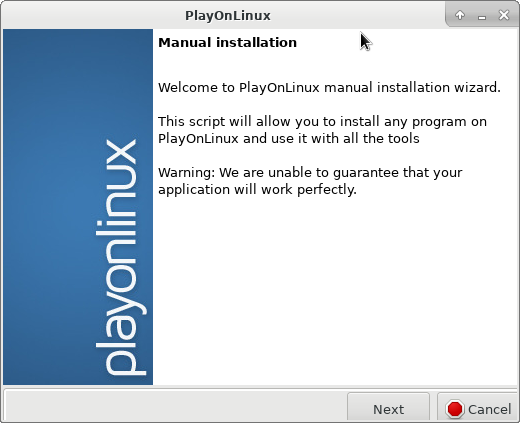 PlayOnLinux
Manual installation
Welcome to PlayOnLinux manual installation wizard.
This script will allow you to install any program on
PlayOnLinux and use it with all the tools
Warning: We are unable to guarantee that your
application will work perfectly.
playonlinux
Next
Cancel